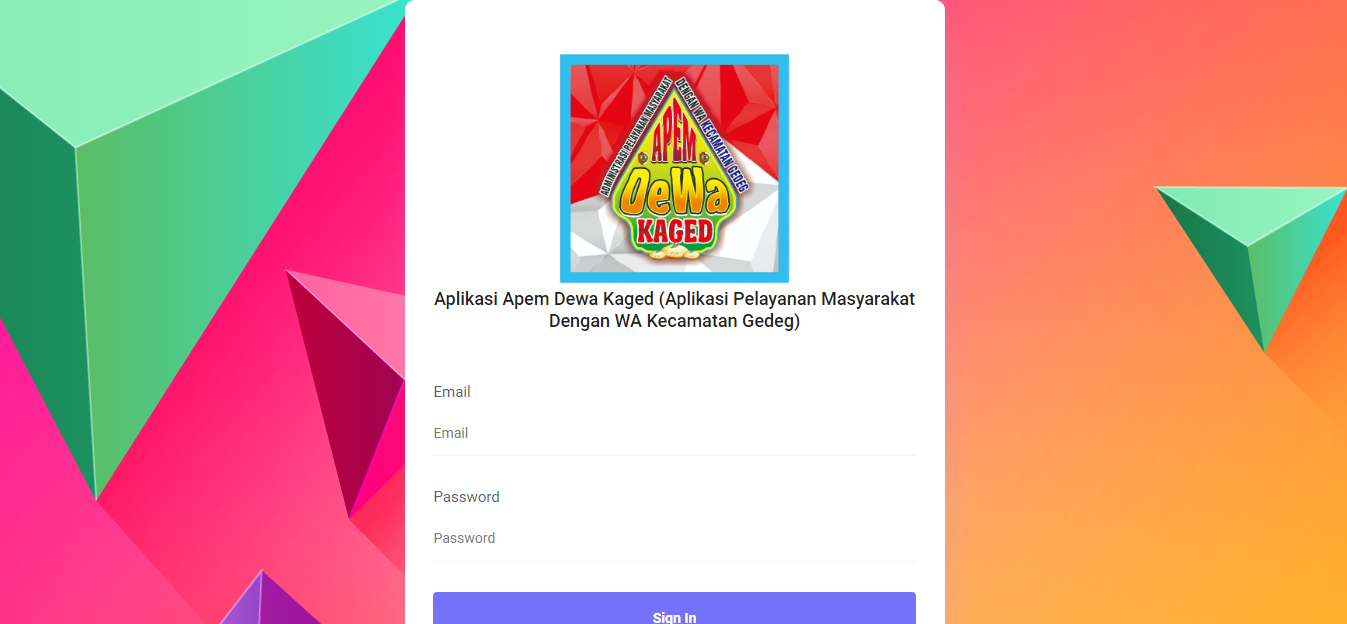 ADMINISTRASI PELAYANAN MASYARAKAT
DENGAN WA KECAMATAN GEDEG
APEM
DeWa
KAGED
Aplikasi Apem Dewa Kaged (Aplikasi Pelayanan Masyarakat
Dengan WA Kecamatan Gedeg)
Email
Email
Password
Password
Sign In